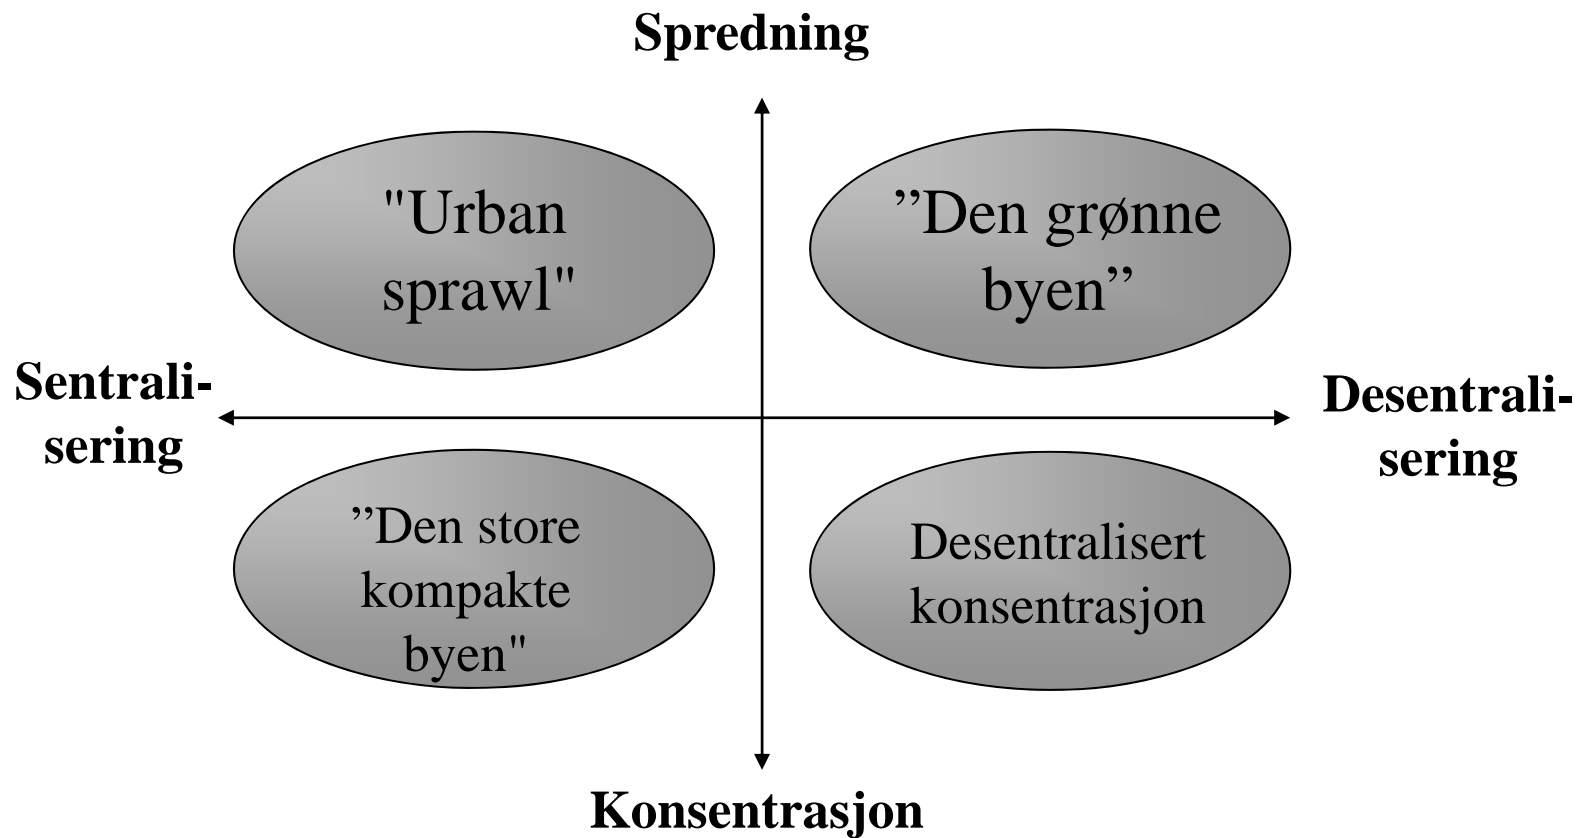 Spredning
"Urban
sprawl"
”Den grønne
byen”
Sentrali-
sering
Desentrali-
sering
”Den store
kompakte
byen"
Desentralisert
konsentrasjon
Konsentrasjon